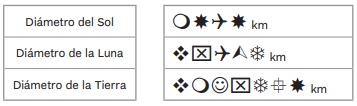 Diámetro del Sol
❍✸✈✸ km
Diámetro de la Luna
❖⌧✈⮙❄ km
Diámetro de la Tierra
❖❍☺⌧❄⌖✸ km